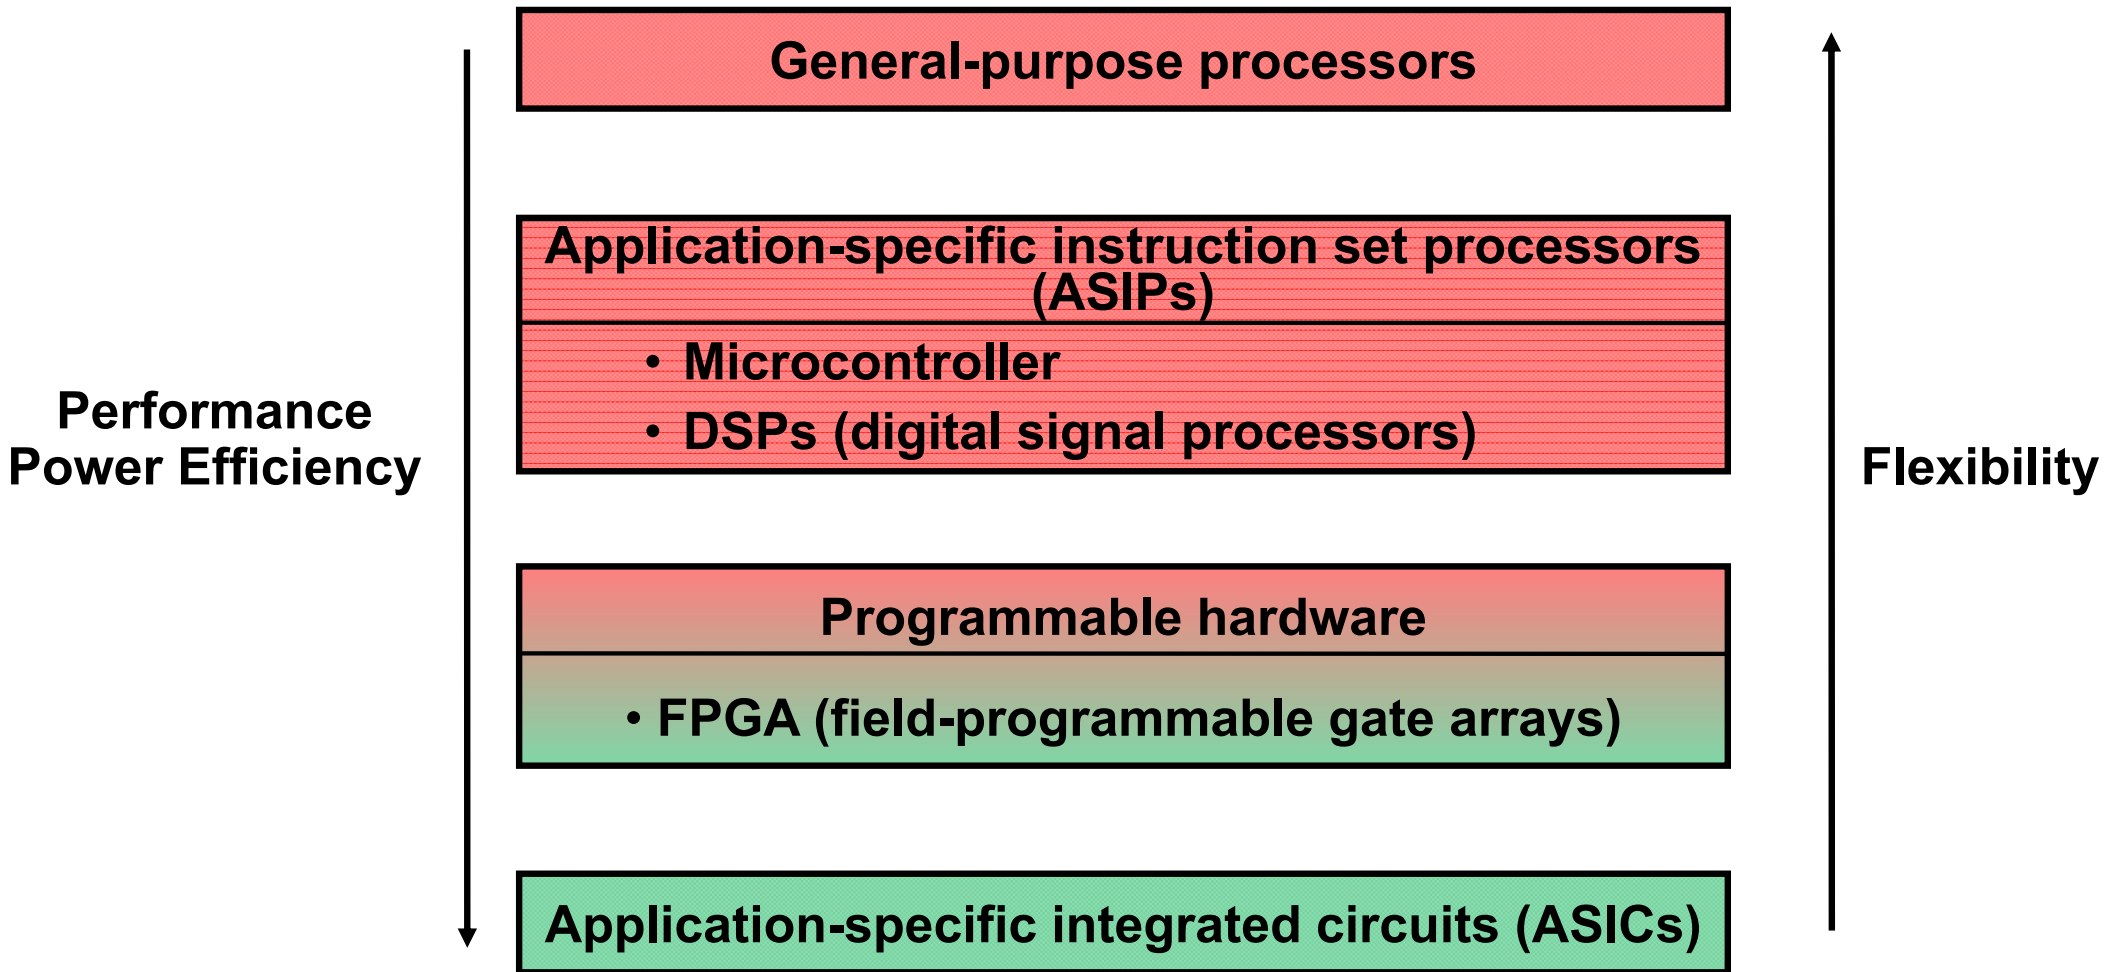 General-purpose processors
Application-specific instruction set processors
(ASIPs)
• Microcontroller
• DSPs (digital signal processors)
Performance
Power Efficiency
Flexibility
Programmable hardware
• FPGA (field-programmable gate arrays)
Application-specific integrated circuits (ASICs)